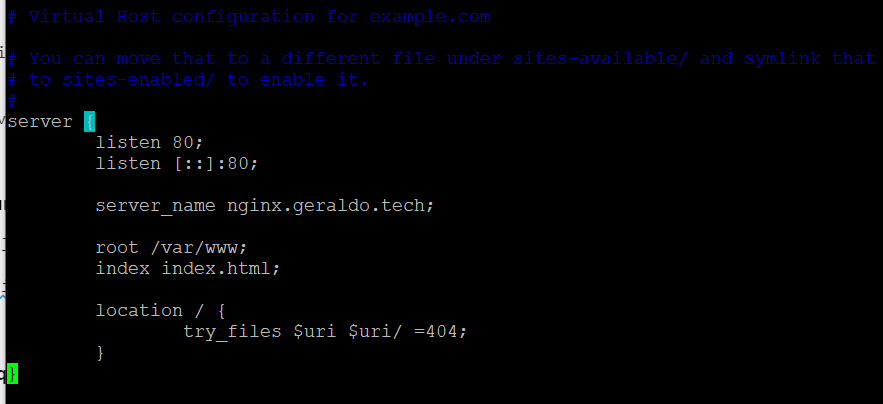 # Virtual Host configuration for example.com
# You can move that to a different file under sites-available/ and symlink that
# to sites-enabled/ to enable it.
#
server {
listen 80;
listen [::]:80;
server_name nginx.geraldo.tech;
root /var/www;
index index.html;
location / {
try_files $uri $uri/ =404;
}
}